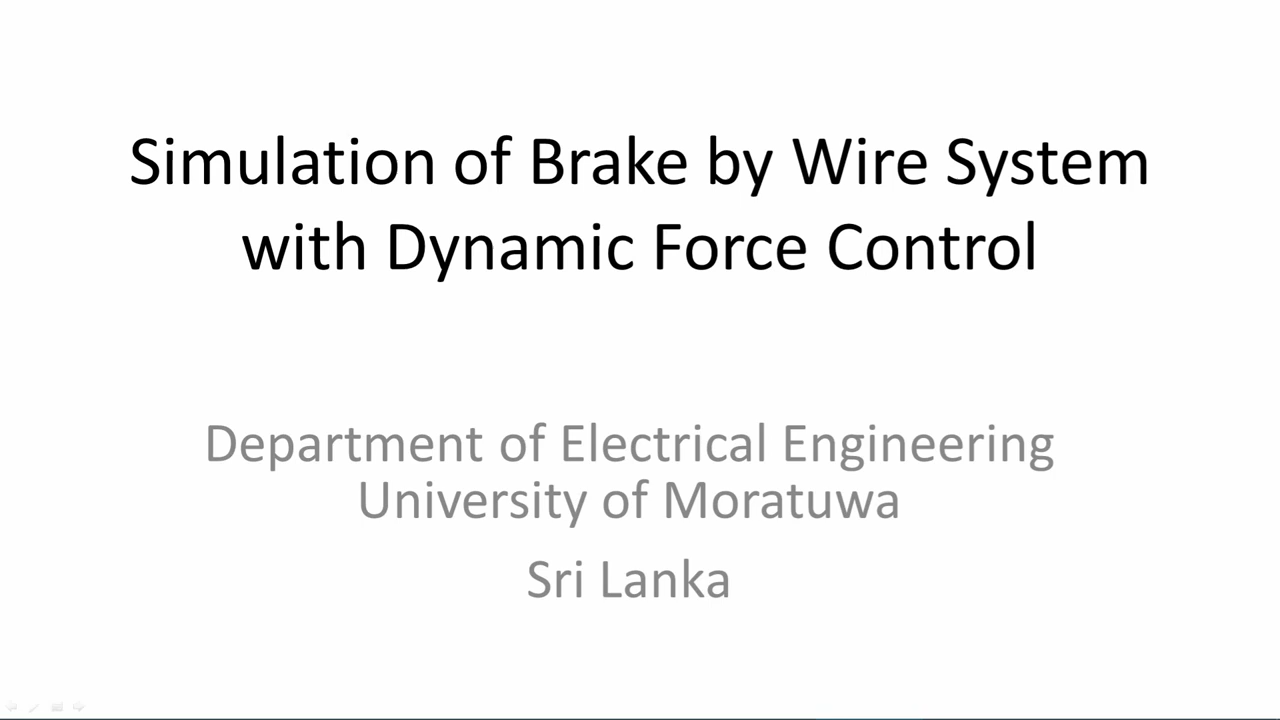 Simulation of Brake by Wire System
with Dynamic Force Control
Department of Electrical Engineering
University of Moratuwa
Sri Lanka